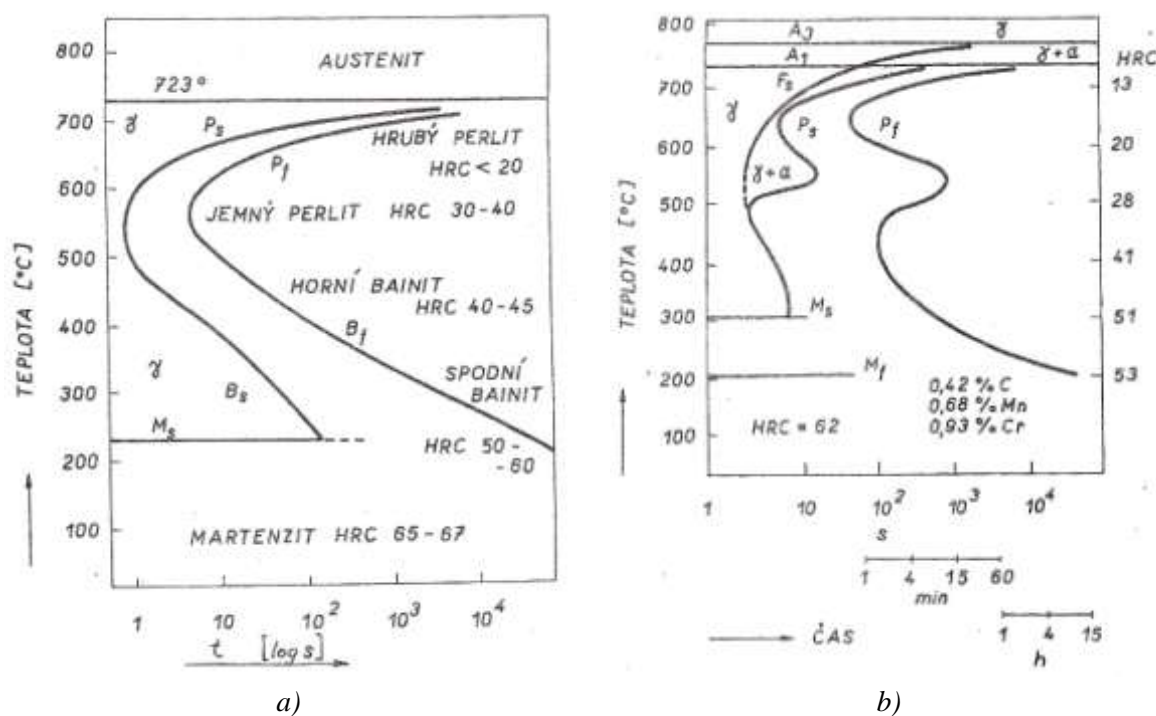 800
700
600
500
400
300
200
100
TEPLOTA [°C]
AUSTENIT
723°
γ
Ps
Pf
HRUBÝ PERLIT
HRC < 20
JEMNÝ PERLIT HRC 30-40
HORNÍ BAINIT
HRC 40-45
Bf
SPODNÍ
BAINIT
γ
Bs
Ms
HRC 50-
-60
MARTENZIT HRC 65-67
1 10 10² 10³ 10⁴
t [log s]
a)
800
700
600
500
400
300
200
100
TEPLOTA [°C]
A3 γ
A1 γ+α
HRC
Fs
13
γ
Ps
Pf
20
γ+α
28
41
Ms
51
Mf
53
0,42 % C
0,68 % Mn
0,93 % Cr
HRC = 62
1 10 10² 10³ 10⁴
s
1 4 15 60
min
ČAS
1 4 15
h
b)